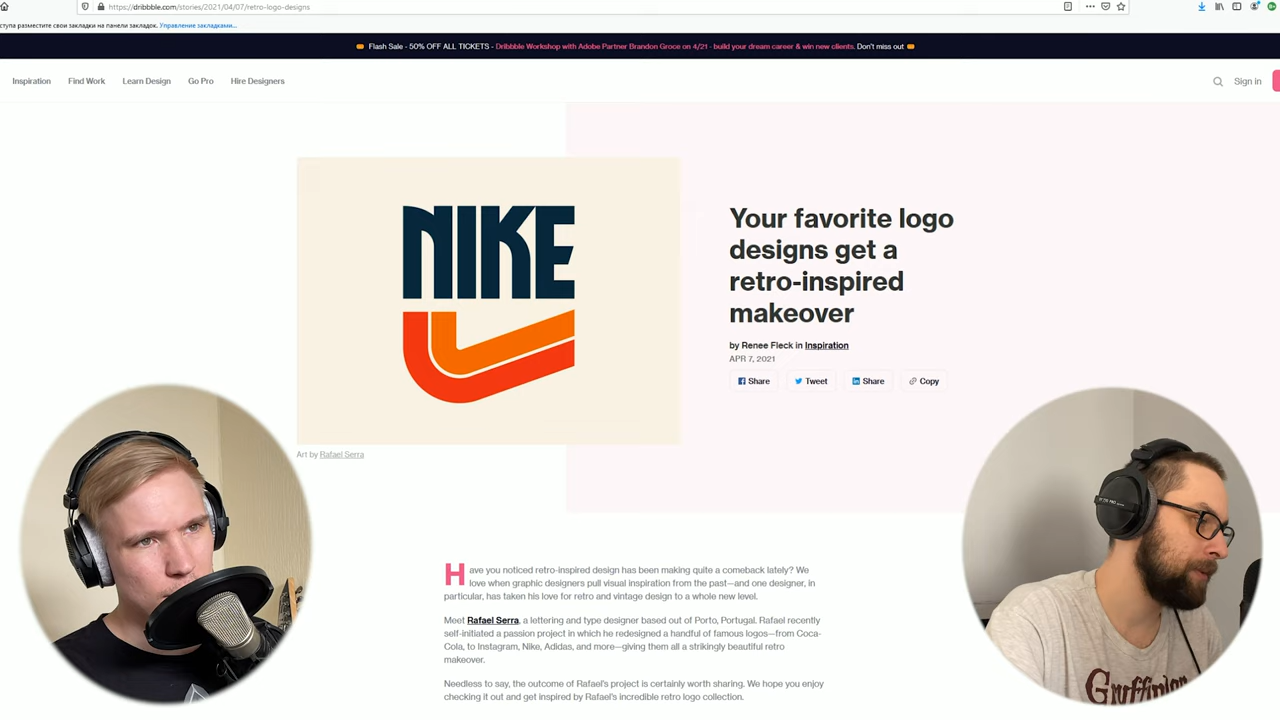 https://dribbble.com/stories/2021/04/07/retro-logo-designs
ступа разместите свои закладки на панели закладок. Управление закладками...
Flash Sale - 50% OFF ALL TICKETS - Dribbble Workshop with Adobe Partner Brandon Groce on 4/21 - build your dream career & win new clients. Don't miss out
Inspiration Find Work Learn Design Go Pro Hire Designers Sign in
NIKE
Your favorite logo
designs get a
retro-inspired
makeover
by Renee Fleck in Inspiration
APR 7, 2021
Share Tweet Share Copy
Art by Rafael Serra
Have you noticed retro-inspired design has been making quite a comeback lately? We
love when graphic designers pull visual inspiration from the past—and one designer, in
particular, has taken his love for retro and vintage design to a whole new level.
Meet Rafael Serra, a lettering and type designer based out of Porto, Portugal. Rafael recently
self-initiated a passion project in which he redesigned a handful of famous logos—from Coca-
Cola, to Instagram, Nike, Adidas, and more—giving them all a strikingly beautiful retro
makeover.
Needless to say, the outcome of Rafael's project is certainly worth sharing. We hope you enjoy
checking it out and get inspired by Rafael's incredible retro logo collection.